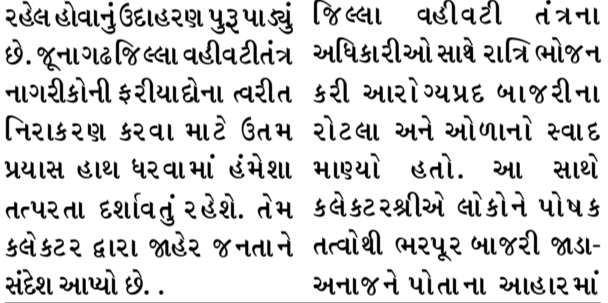 રહેલ હોવાનું ઉદાહરણ પુરૂ પાડ્યું
છે. જૂનાગઢ જિલ્લા વહીવટીતંત્ર
નાગરીકોની ફરીયાદોના ત્વરીત
નિરાકરણ કરવા માટે ઉતમ
પ્રયાસ હાથ ધરવામાં હંમેશા
તત્પરતા દર્શાવતું રહેશે. તેમ
કલેકટર દ્વારા જાહેર જનતાને
સંદેશ આપ્યો છે. .
જિલ્લા વહીવટી તંત્રના
અધિકારીઓ સાથે રાત્રિ ભોજન
કરી આરોગ્યપ્રદ બાજરીના
રોટલા અને ઓળાનો સ્વાદ
માણ્યો હતો. આ સાથે
કલેકટરશ્રીએ લોકોને પોષક
તત્વોથી ભરપૂર બાજરી જાડા-
અનાજને પોતાના આહારમાં